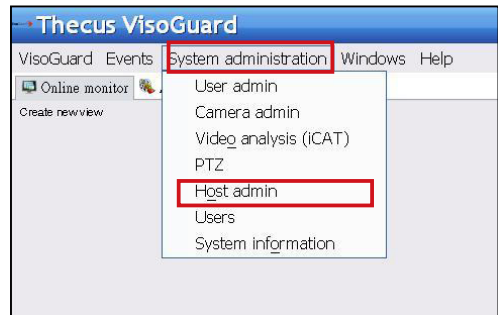 Thecus VisoGuard
VisoGuard Events System administration Windows Help
Online monitor
Create new view
User admin
Camera admin
Video analysis (iCAT)
PTZ
Host admin
Users
System information